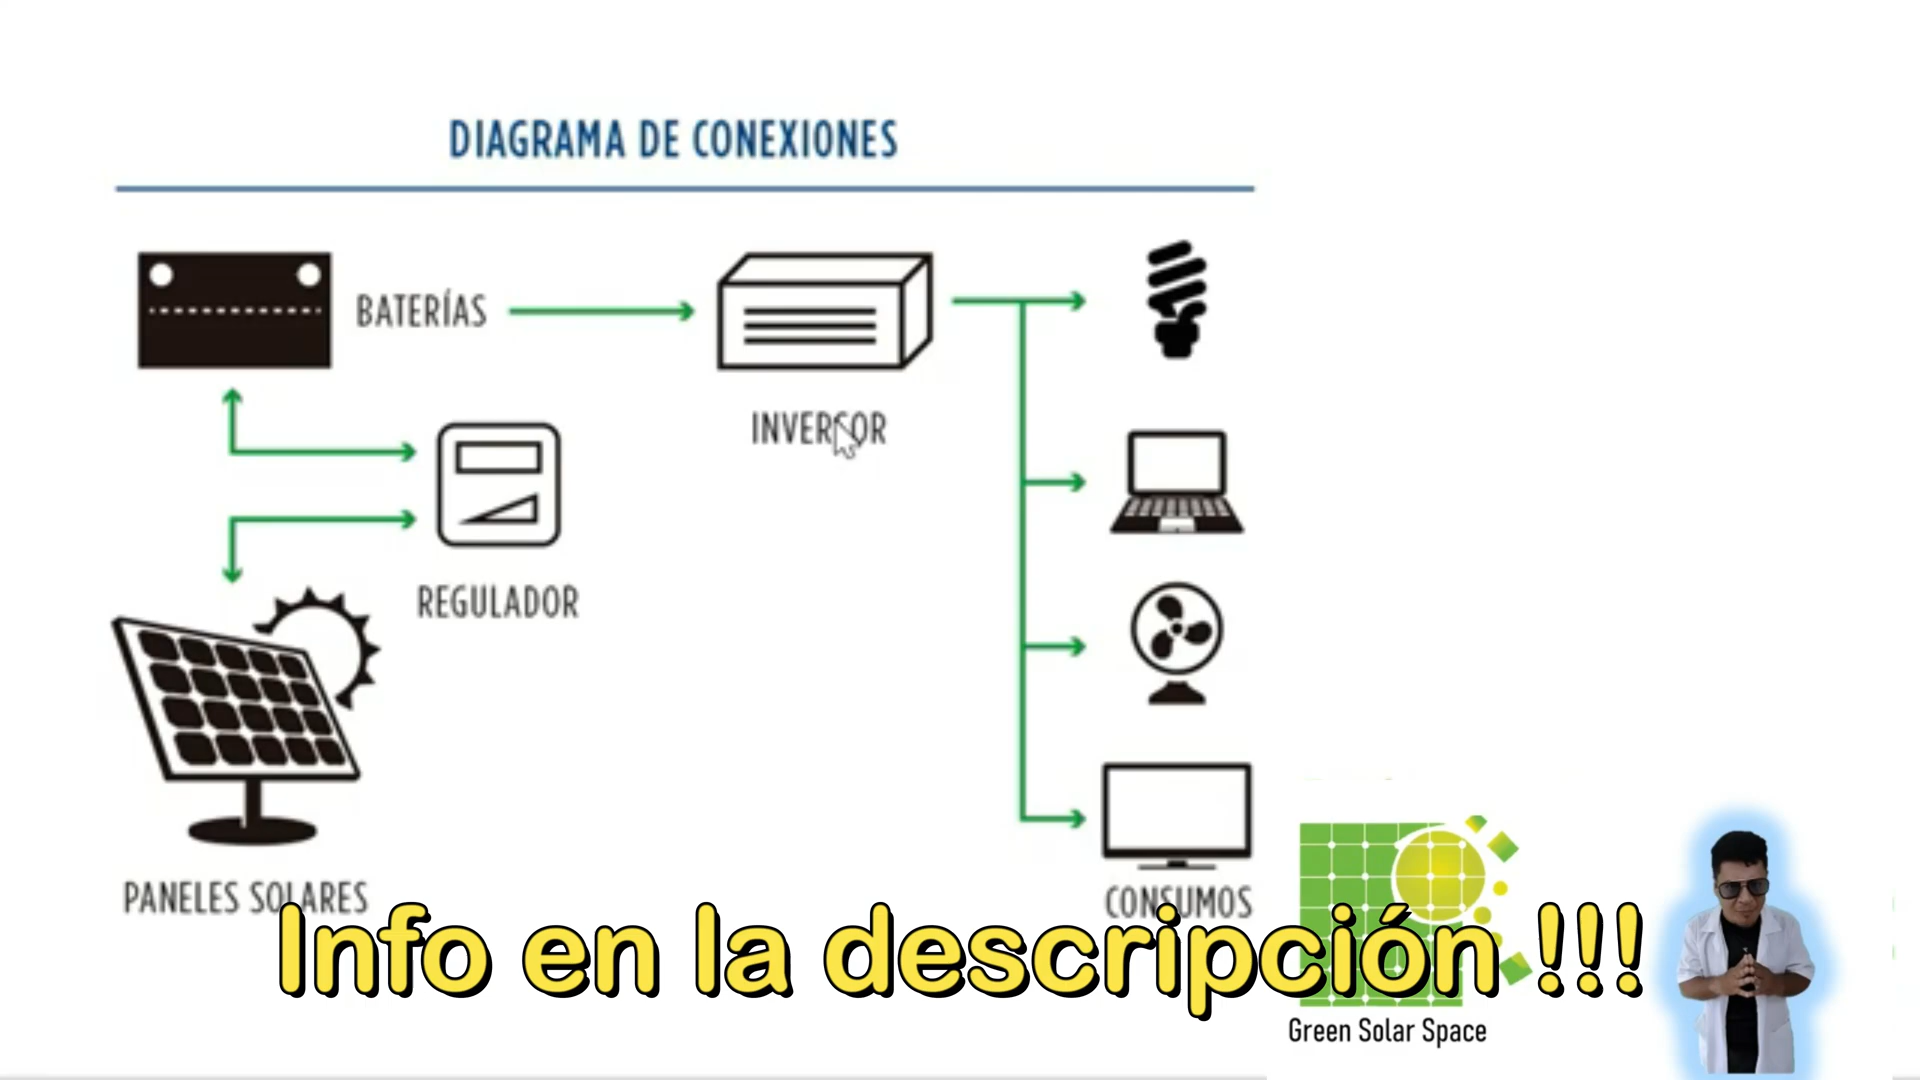 DIAGRAMA DE CONEXIONES
BATERÍAS
INVERSOR
REGULADOR
PANELES SOLARES
CONSUMOS
Info en la descripción !!!
Green Solar Space